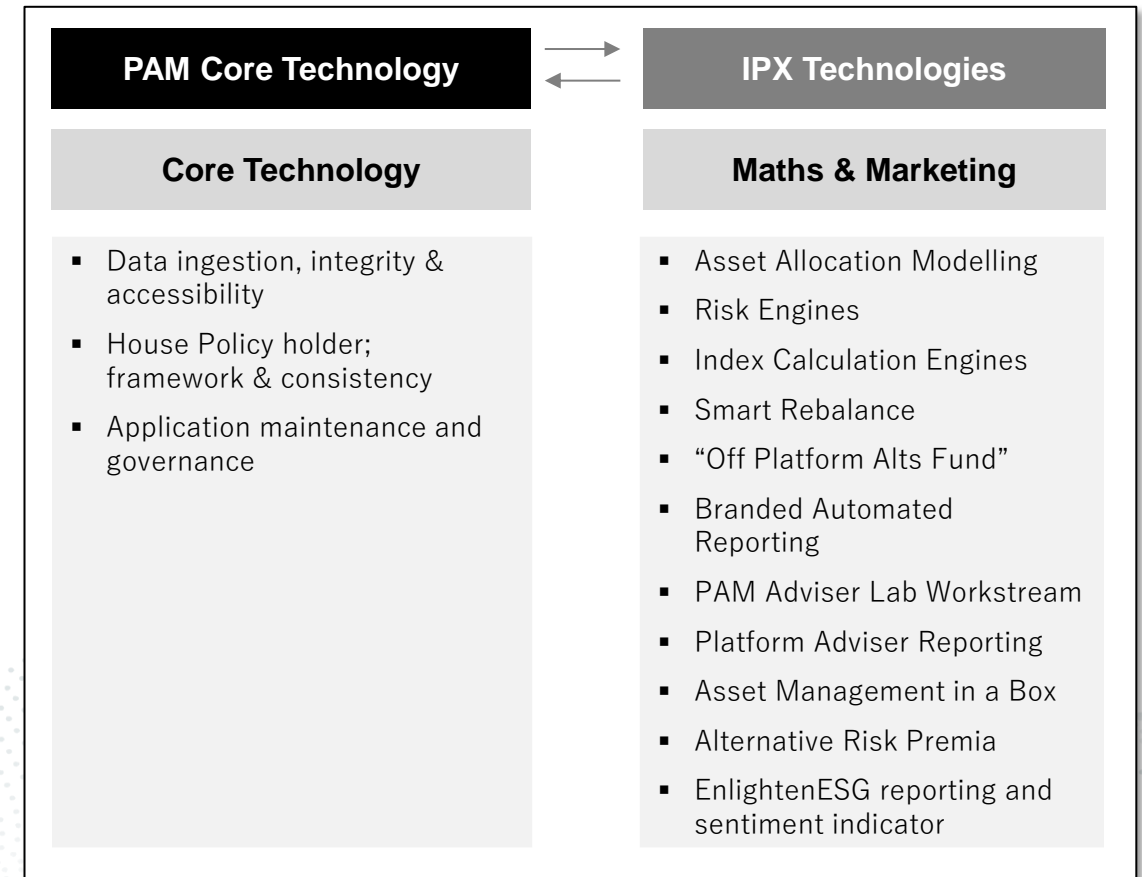 PAM Core Technology
Core Technology
▪ Data ingestion, integrity &
accessibility
▪ House Policy holder;
framework & consistency
▪ Application maintenance and
governance
IPX Technologies
Maths & Marketing
▪ Asset Allocation Modelling
▪ Risk Engines
▪ Index Calculation Engines
▪ Smart Rebalance
▪ “Off Platform Alts Fund”
▪ Branded Automated
Reporting
▪ PAM Adviser Lab Workstream
▪ Platform Adviser Reporting
▪ Asset Management in a Box
▪ Alternative Risk Premia
▪ EnlightenESG reporting and
sentiment indicator